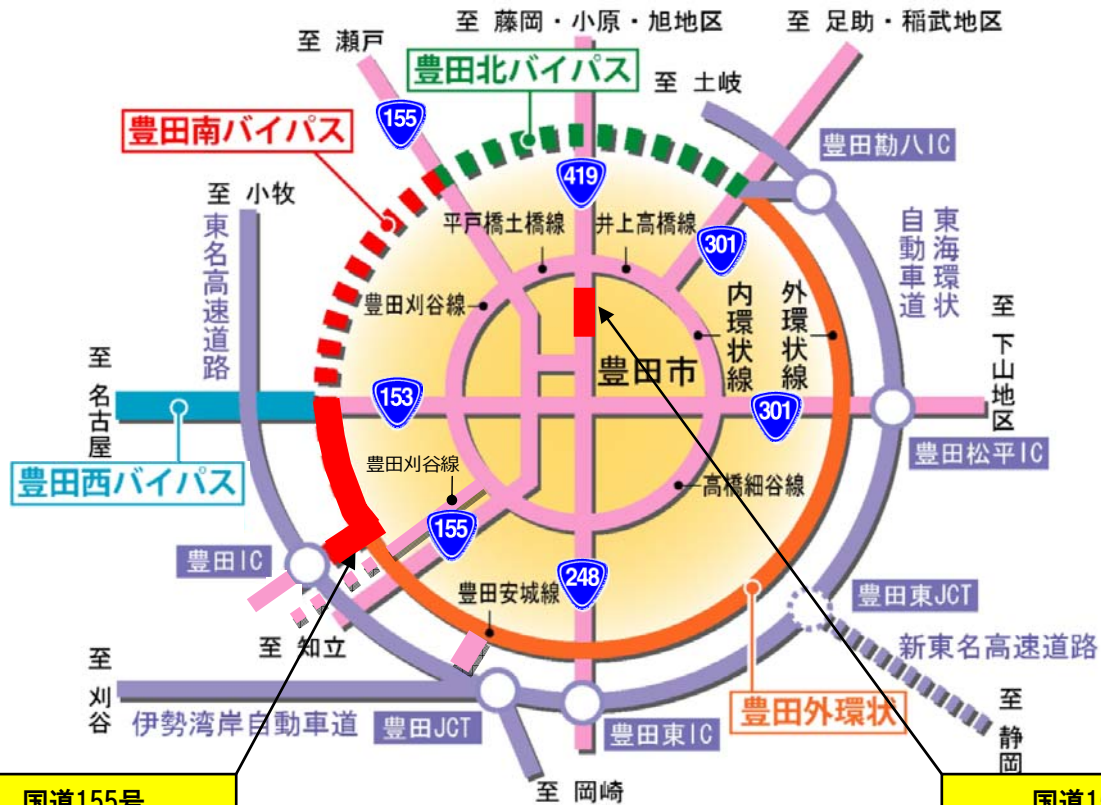 至 藤岡・小原・旭地区
至 足助・稲武地区
至 瀬戸
豊田北バイパス
至 土岐
155
豊田南バイパス
豊田勘八IC
419
至 小牧
平戸橋土橋線
井上高橋線
301
東名高速道路
東海環状自動車道
豊田刈谷線
内環状線
外環状線
至 下山地区
豊田市
至 名古屋
153
301
豊田西バイパス
豊田刈谷線
豊田松平IC
高橋細谷線
155
豊田IC
248
豊田安城線
豊田東JCT
至 知立
新東名高速道路
至 刈谷
豊田外環状
至 静岡
伊勢湾岸自動車道
豊田JCT
豊田東IC
至 岡崎
国道155号
国道1